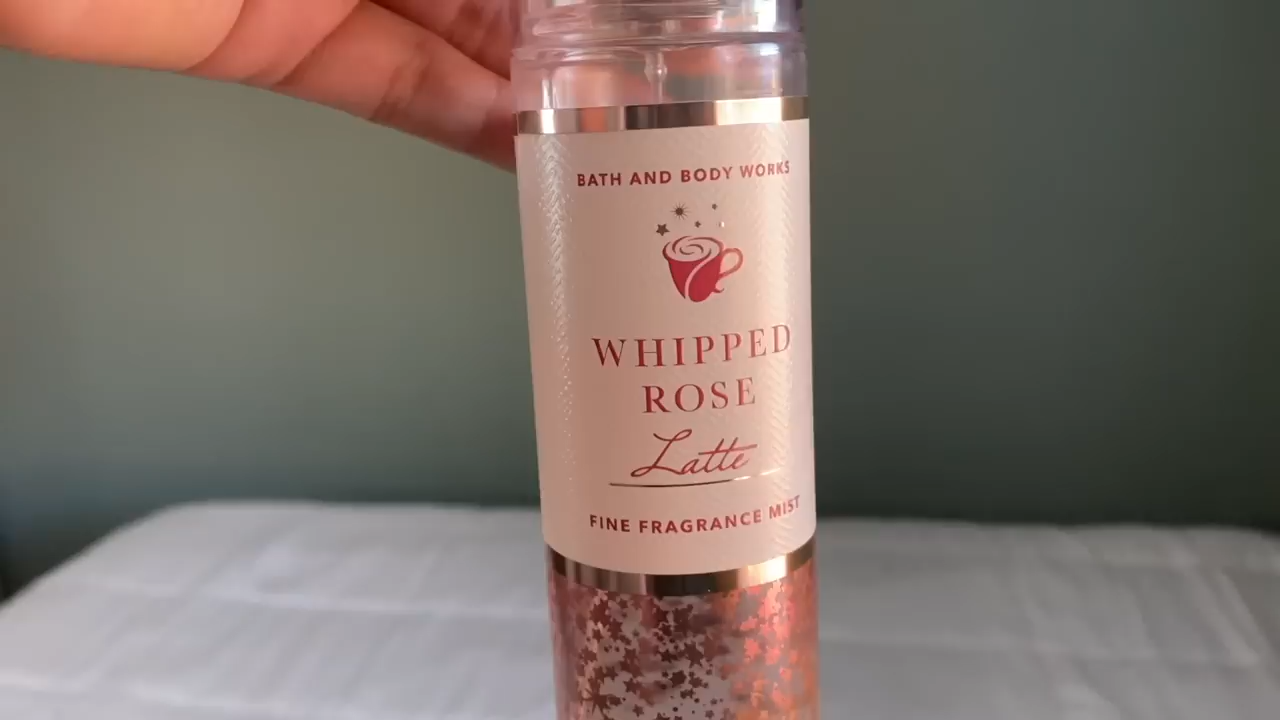 BATH AND BODY WORKS
WHIPPED
ROSE
Latte
FINE FRAGRANCE MIST